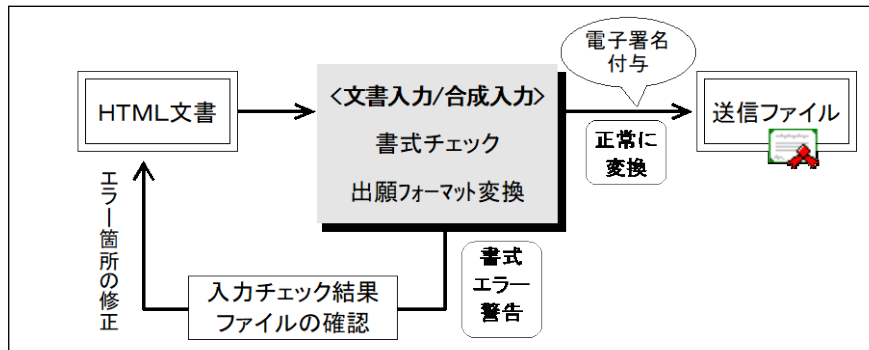 電子署名
付与
HTML文書
<文書入力/合成入力>
書式チェック
出願フォーマット変換
正常に
変換
送信ファイル
エラー箇所の修正
入力チェック結果
ファイルの確認
書式
エラー
警告